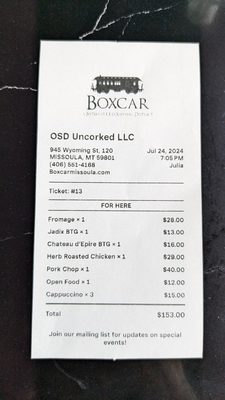 BOXCAR
OSD Uncorked LLC
945 Wyoming St, 120
MISSOULA, MT 59801
(406) 551-4168
Boxcarmissoula.com
Jul 24, 2024
7:05 PM
Julia
Ticket: #13
FOR HERE
Fromage × 1 $28.00
Jadix BTG × 1 $13.00
Chateau d'Epire BTG × 1 $16.00
Herb Roasted Chicken × 1 $29.00
Pork Chop × 1 $40.00
Open Food × 1 $12.00
Cappuccino × 3 $15.00
Total $153.00
Join our mailing list for updates on special
events!